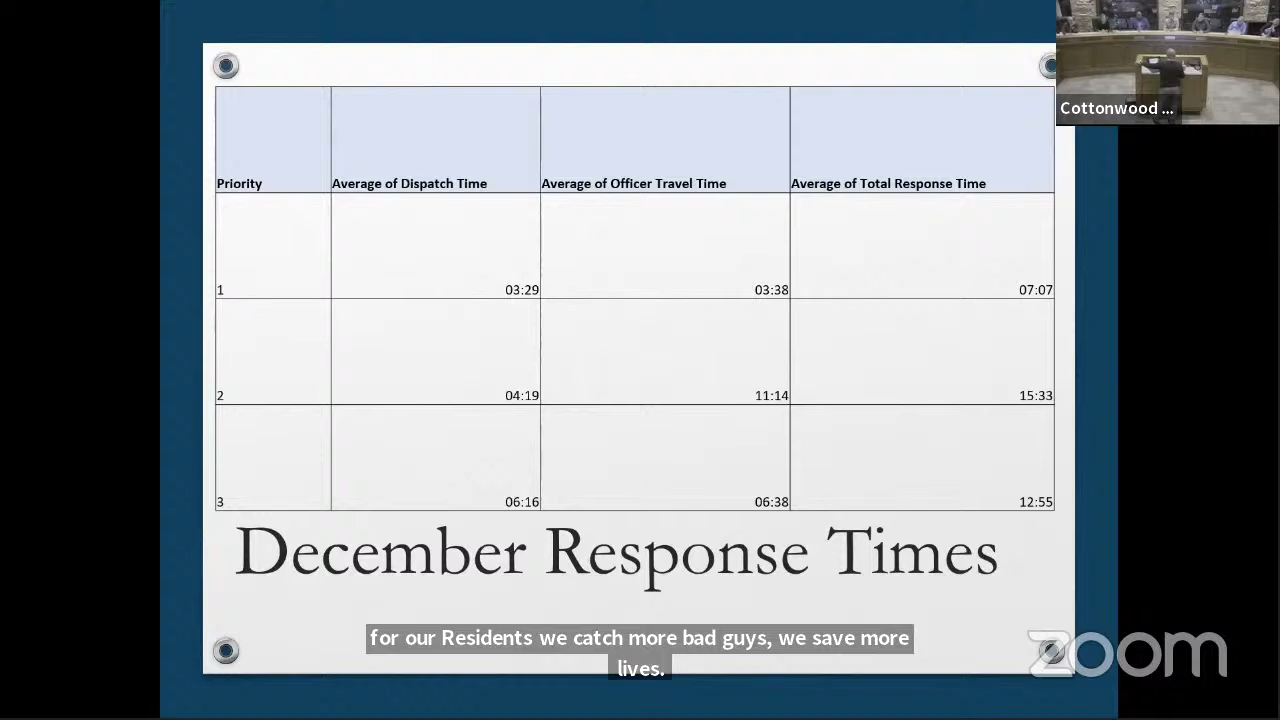 Cottonwood ...
Priority Average of Dispatch Time Average of Officer Travel Time Average of Total Response Time
1 03:29 03:38 07:07
2 04:19 11:14 15:33
3 06:16 06:38 12:55
December Response Times
for our Residents we catch more bad guys, we save more
lives.
zoom